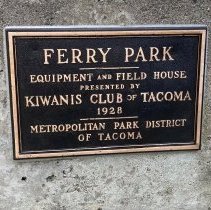 FERRY PARK
EQUIPMENT AND FIELD HOUSE
PRESENTED BY
KIWANIS CLUB OF TACOMA
1928
METROPOLITAN PARK DISTRICT
OF TACOMA